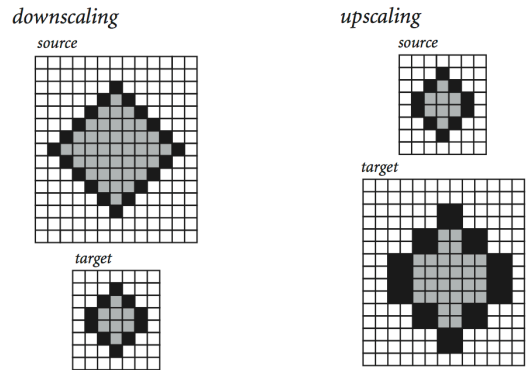 downscaling
source
target
upscaling
source
target